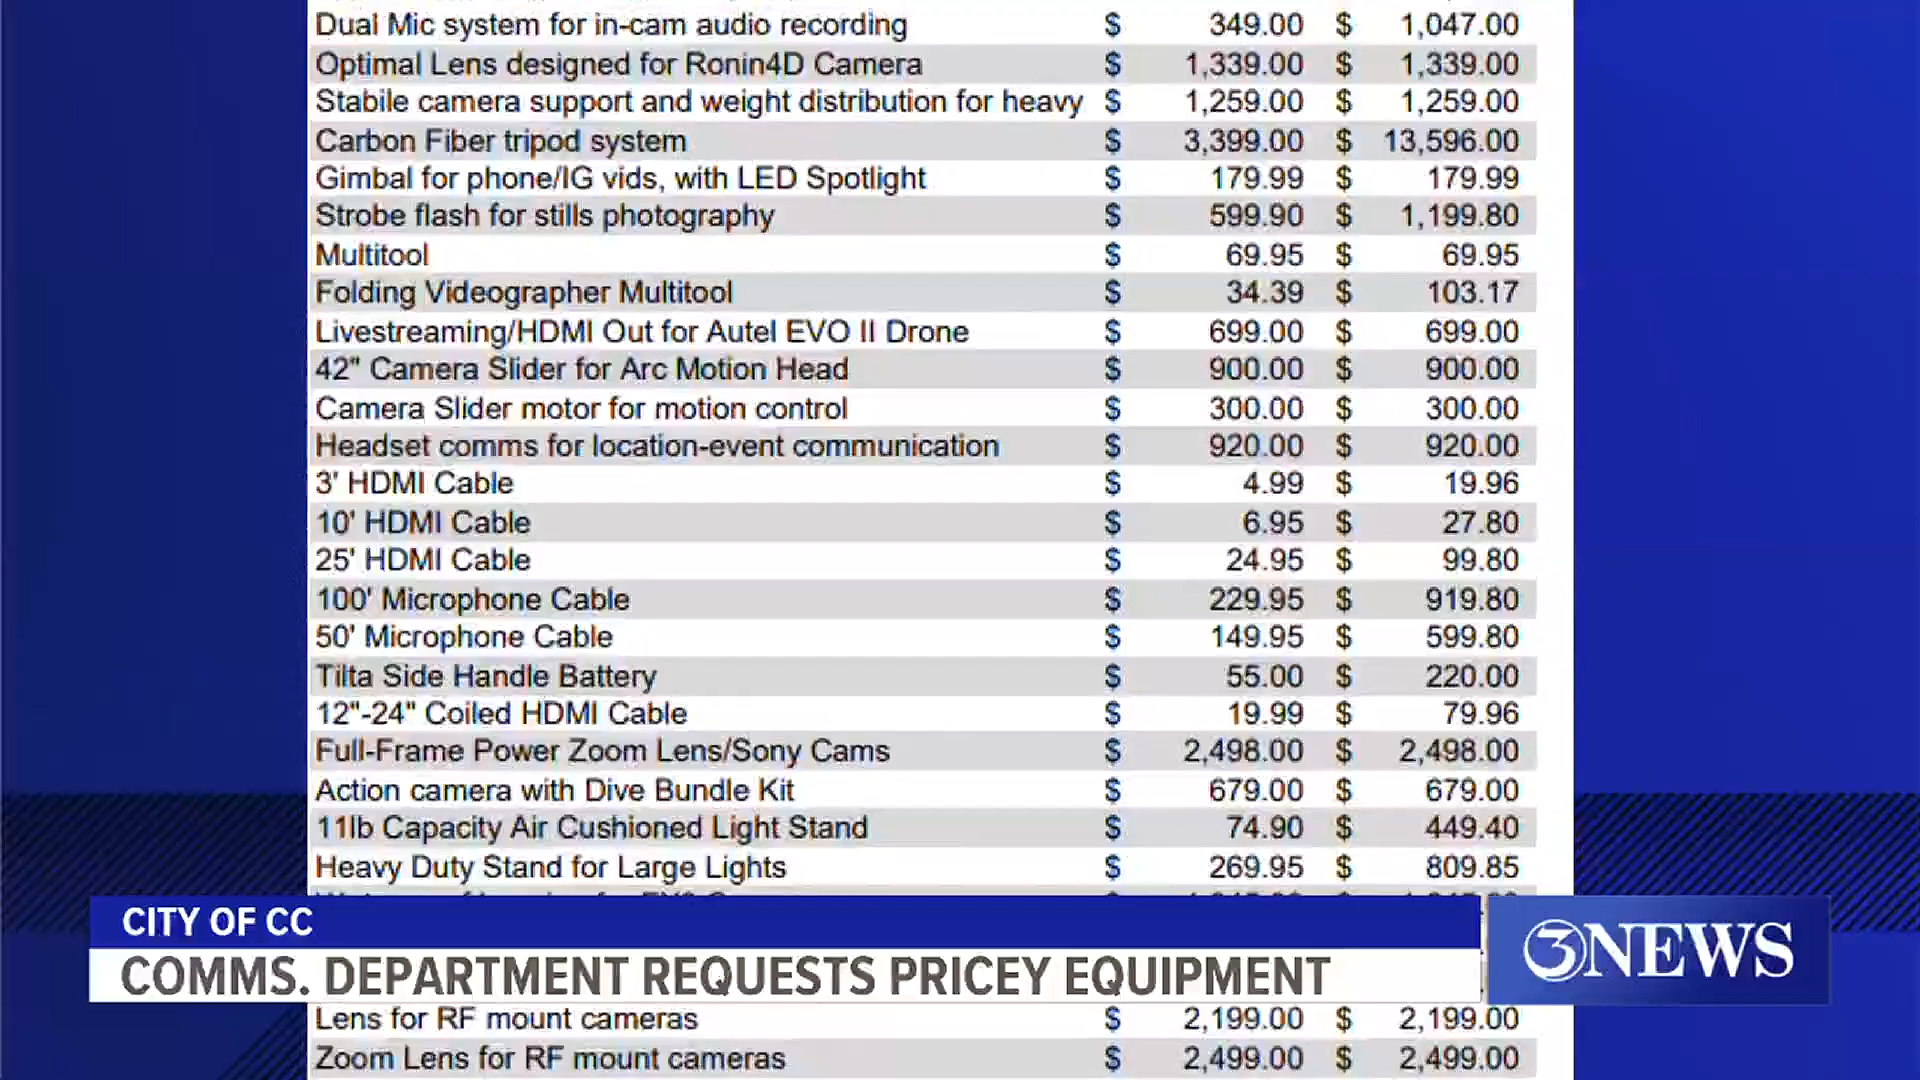 Dual Mic system for in-cam audio recording $ 349.00 $ 1,047.00
Optimal Lens designed for Ronin4D Camera $ 1,339.00 $ 1,339.00
Stabile camera support and weight distribution for heavy $ 1,259.00 $ 1,259.00
Carbon Fiber tripod system $ 3,399.00 $ 13,596.00
Gimbal for phone/IG vids, with LED Spotlight $ 179.99 $ 179.99
Strobe flash for stills photography $ 599.90 $ 1,199.80
Multitool $ 69.95 $ 69.95
Folding Videographer Multitool $ 34.39 $ 103.17
Livestreaming/HDMI Out for Autel EVO II Drone $ 699.00 $ 699.00
42" Camera Slider for Arc Motion Head $ 900.00 $ 900.00
Camera Slider motor for motion control $ 300.00 $ 300.00
Headset comms for location-event communication $ 920.00 $ 920.00
3' HDMI Cable $ 4.99 $ 19.96
10' HDMI Cable $ 6.95 $ 27.80
25' HDMI Cable $ 24.95 $ 99.80
100' Microphone Cable $ 229.95 $ 919.80
50' Microphone Cable $ 149.95 $ 599.80
Tilta Side Handle Battery $ 55.00 $ 220.00
12"-24" Coiled HDMI Cable $ 19.99 $ 79.96
Full-Frame Power Zoom Lens/Sony Cams $ 2,498.00 $ 2,498.00
Action camera with Dive Bundle Kit $ 679.00 $ 679.00
11lb Capacity Air Cushioned Light Stand $ 74.90 $ 449.40
Heavy Duty Stand for Large Lights $ 269.95 $ 809.85
CITY OF CC
COMMS. DEPARTMENT REQUESTS PRICEY EQUIPMENT
3NEWS
Lens for RF mount cameras $ 2,199.00 $ 2,199.00
Zoom Lens for RF mount cameras $ 2,499.00 $ 2,499.00